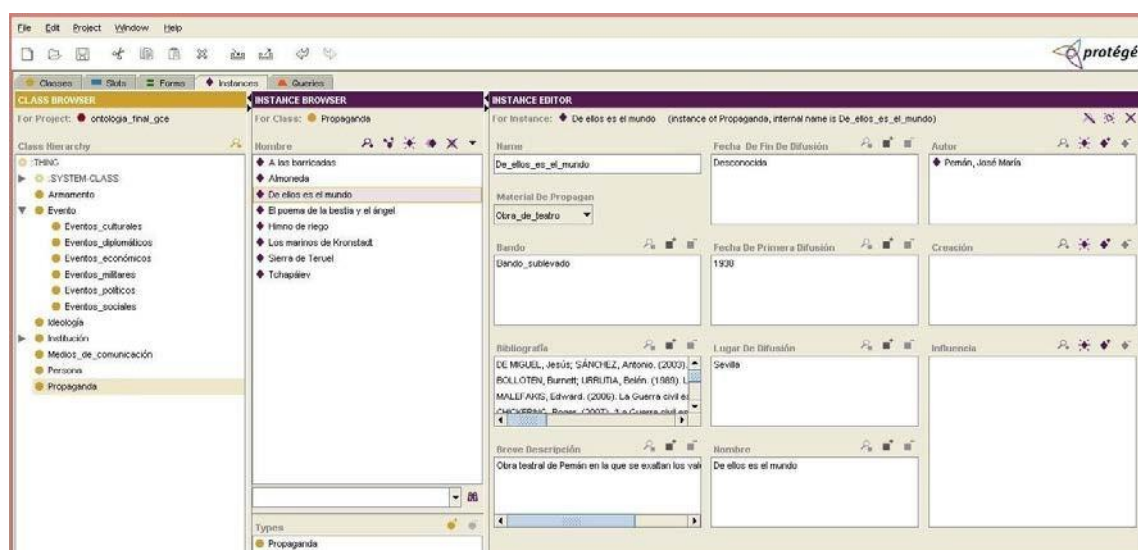 File Edit Project Window Help
protégé
Classes Slots Forms Instances Queries
CLASS BROWSER
For Project: ontologia_final_gce
Class Hierarchy
:THING
:SYSTEM-CLASS
Armamento
Evento
Eventos_culturales
Eventos_diplomáticos
Eventos_económicos
Eventos_militares
Eventos_políticos
Eventos_sociales
Ideología
Institución
Medios_de_comunicación
Persona
Propaganda
INSTANCE BROWSER
For Class: Propaganda
Nombre
A las barricadas
Almoneda
De ellos es el mundo
El poema de la bestia y el ángel
Himno de riego
Los marinos de Kronstadt
Sierra de Teruel
Tchapáiev
Types
Propaganda
INSTANCE EDITOR
For Instance: De ellos es el mundo (instance of Propaganda, internal name is De_ellos_es_el_mundo)
Name
De_ellos_es_el_mundo
Material De Propagan
Obra_de_teatro
Bando
Bando_sublevado
Bibliografía
DE MIGUEL, Jesús; SÁNCHEZ, Antonio. (2003).
BOLLOTEN, Burnett; URRUTIA, Belén. (1989). L
MALEFAKIS, Edward. (2006). La Guerra civil es
CHICKERING, Roger. (2007).
Breve Descripción
Obra teatral de Pemán en la que se exaltan los val
Fecha De Fin De Difusión
Desconocida
Fecha De Primera Difusión
1938
Lugar De Difusión
Sevilla
Nombre
De ellos es el mundo
Autor
Pemán, José María
Creación
Influencia